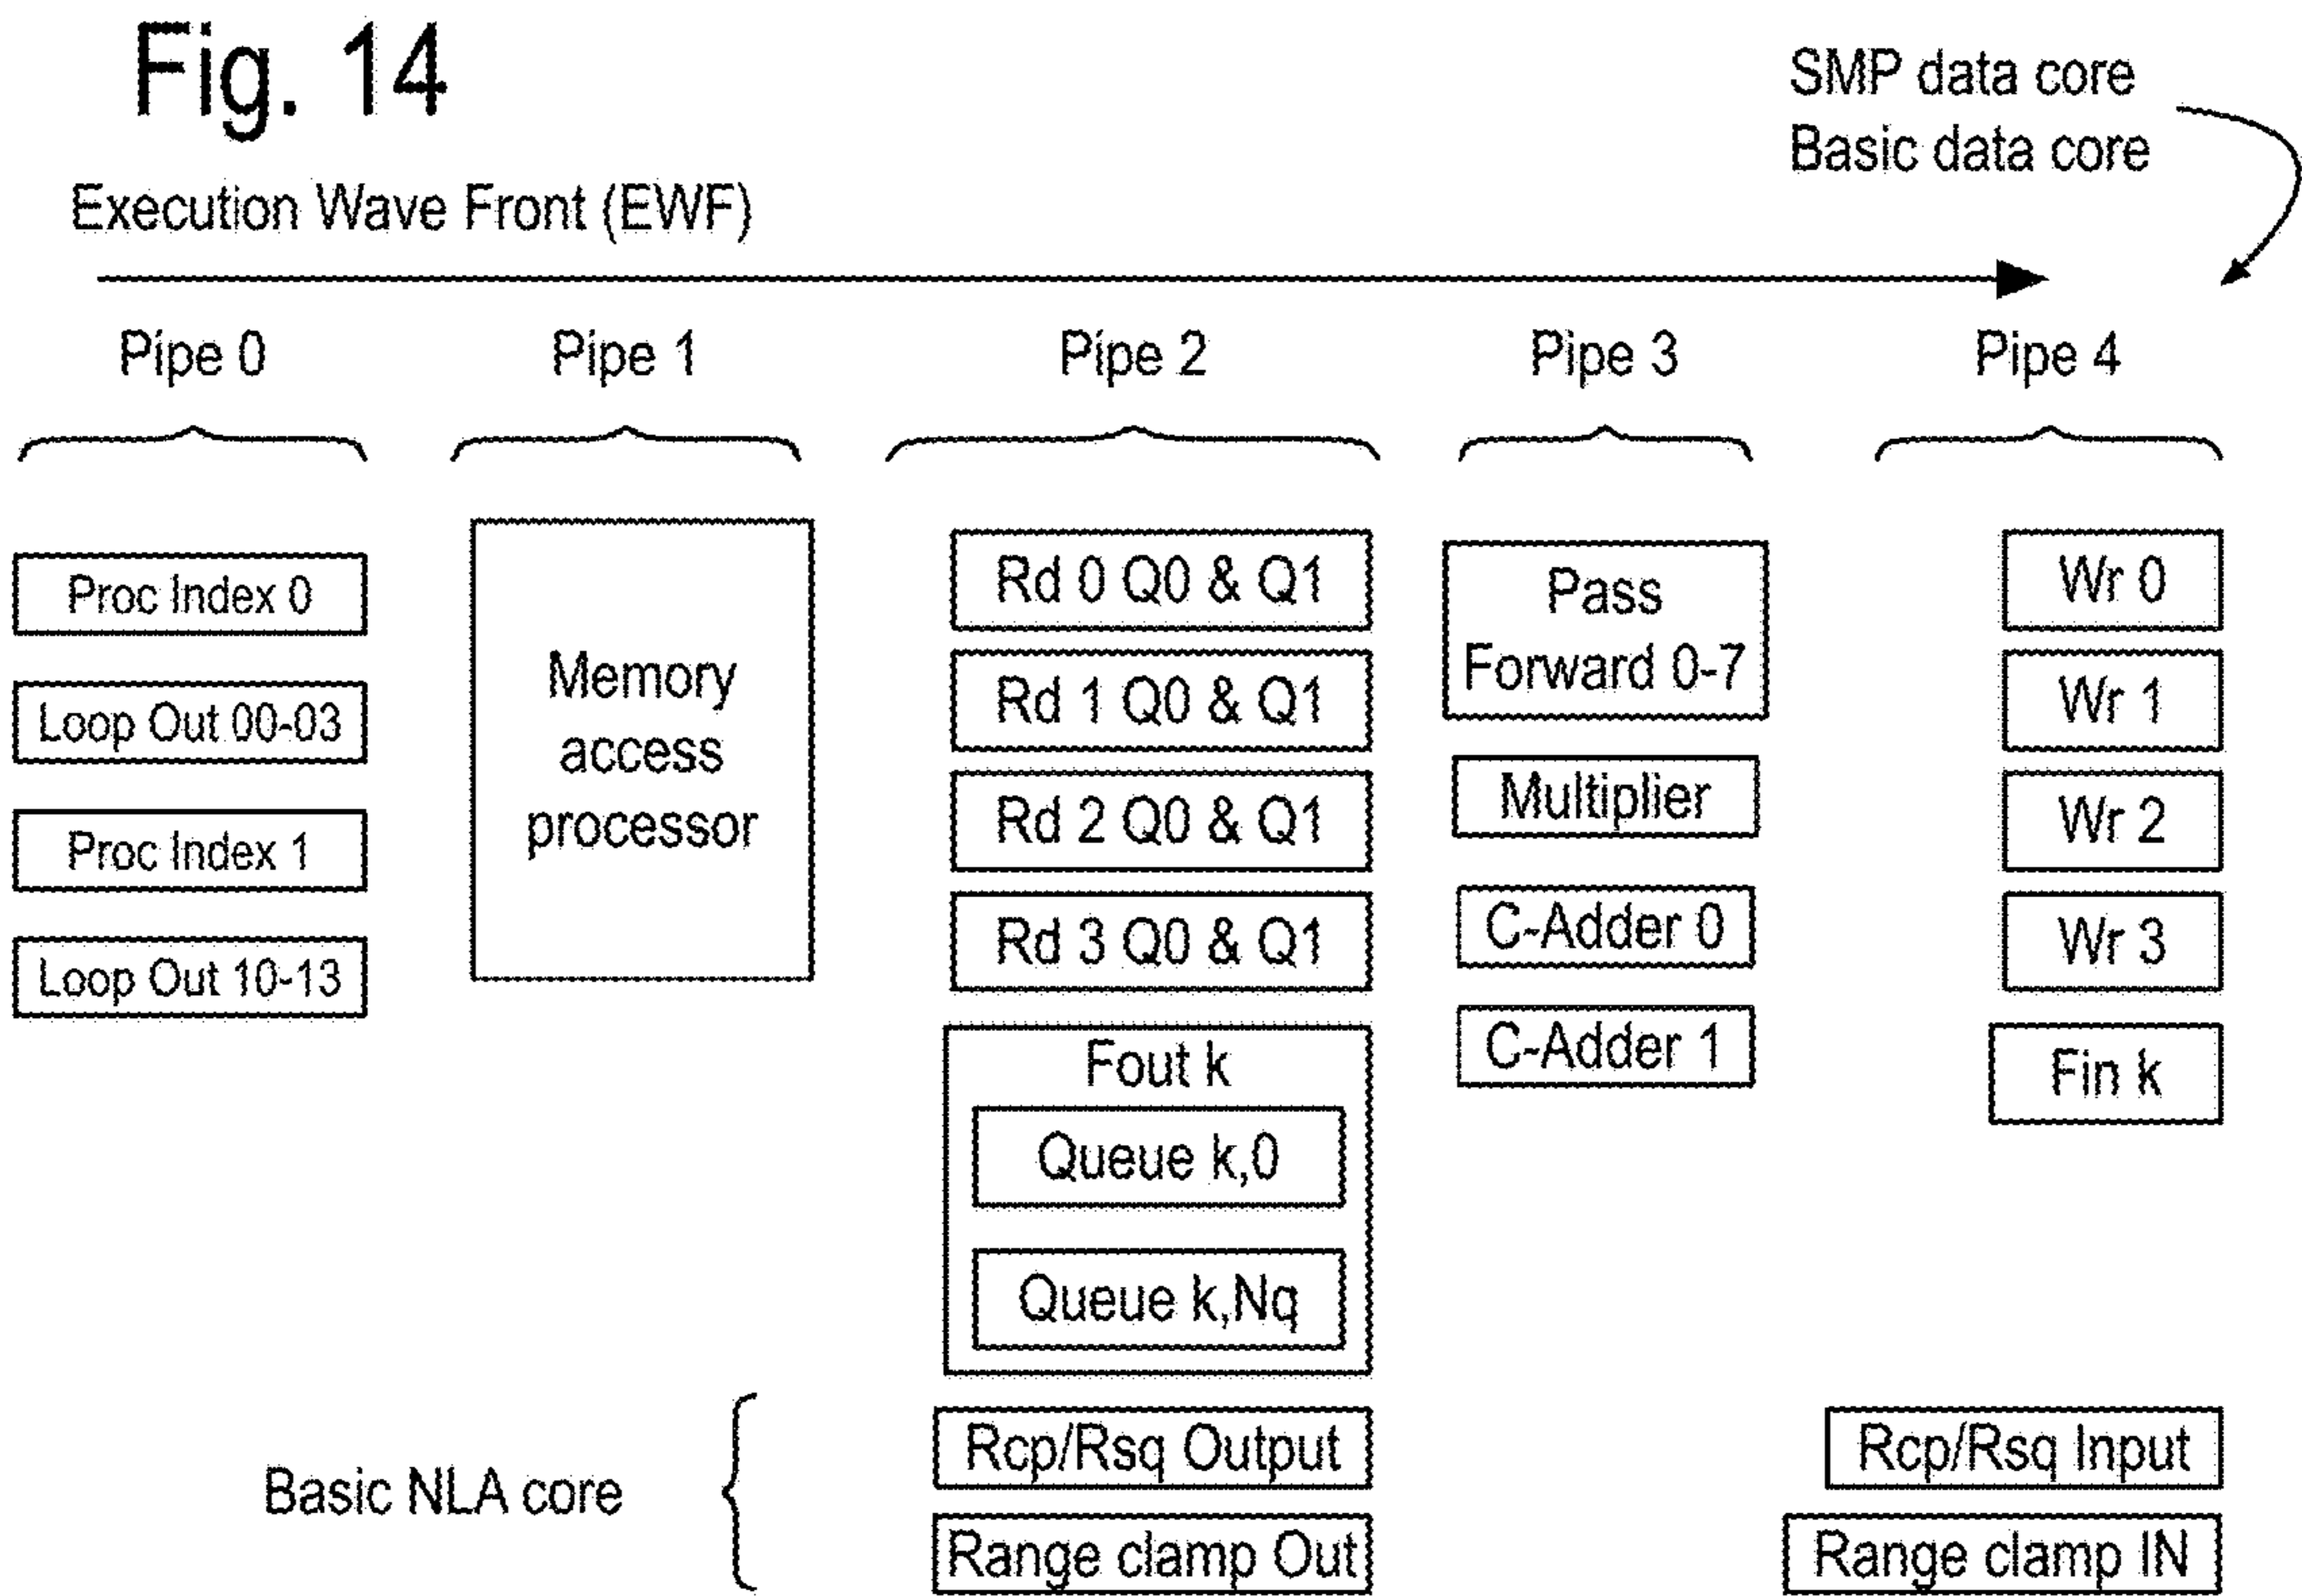 Fig. 14
SMP data core
Basic data core
Execution Wave Front (EWF)
Pipe 0
Pipe 1
Pipe 2
Pipe 3
Pipe 4
Proc Index 0
Loop Out 00-03
Proc Index 1
Loop Out 10-13
Memory
access
processor
Rd 0 Q0 & Q1
Rd 1 Q0 & Q1
Rd 2 Q0 & Q1
Rd 3 Q0 & Q1
Fout k
Queue k,0
Queue k,Nq
Pass
Forward 0-7
Multiplier
C-Adder 0
C-Adder 1
Wr 0
Wr 1
Wr 2
Wr 3
Fin k
Basic NLA core
Rcp/Rsq Output
Range clamp Out
Rcp/Rsq Input
Range clamp IN